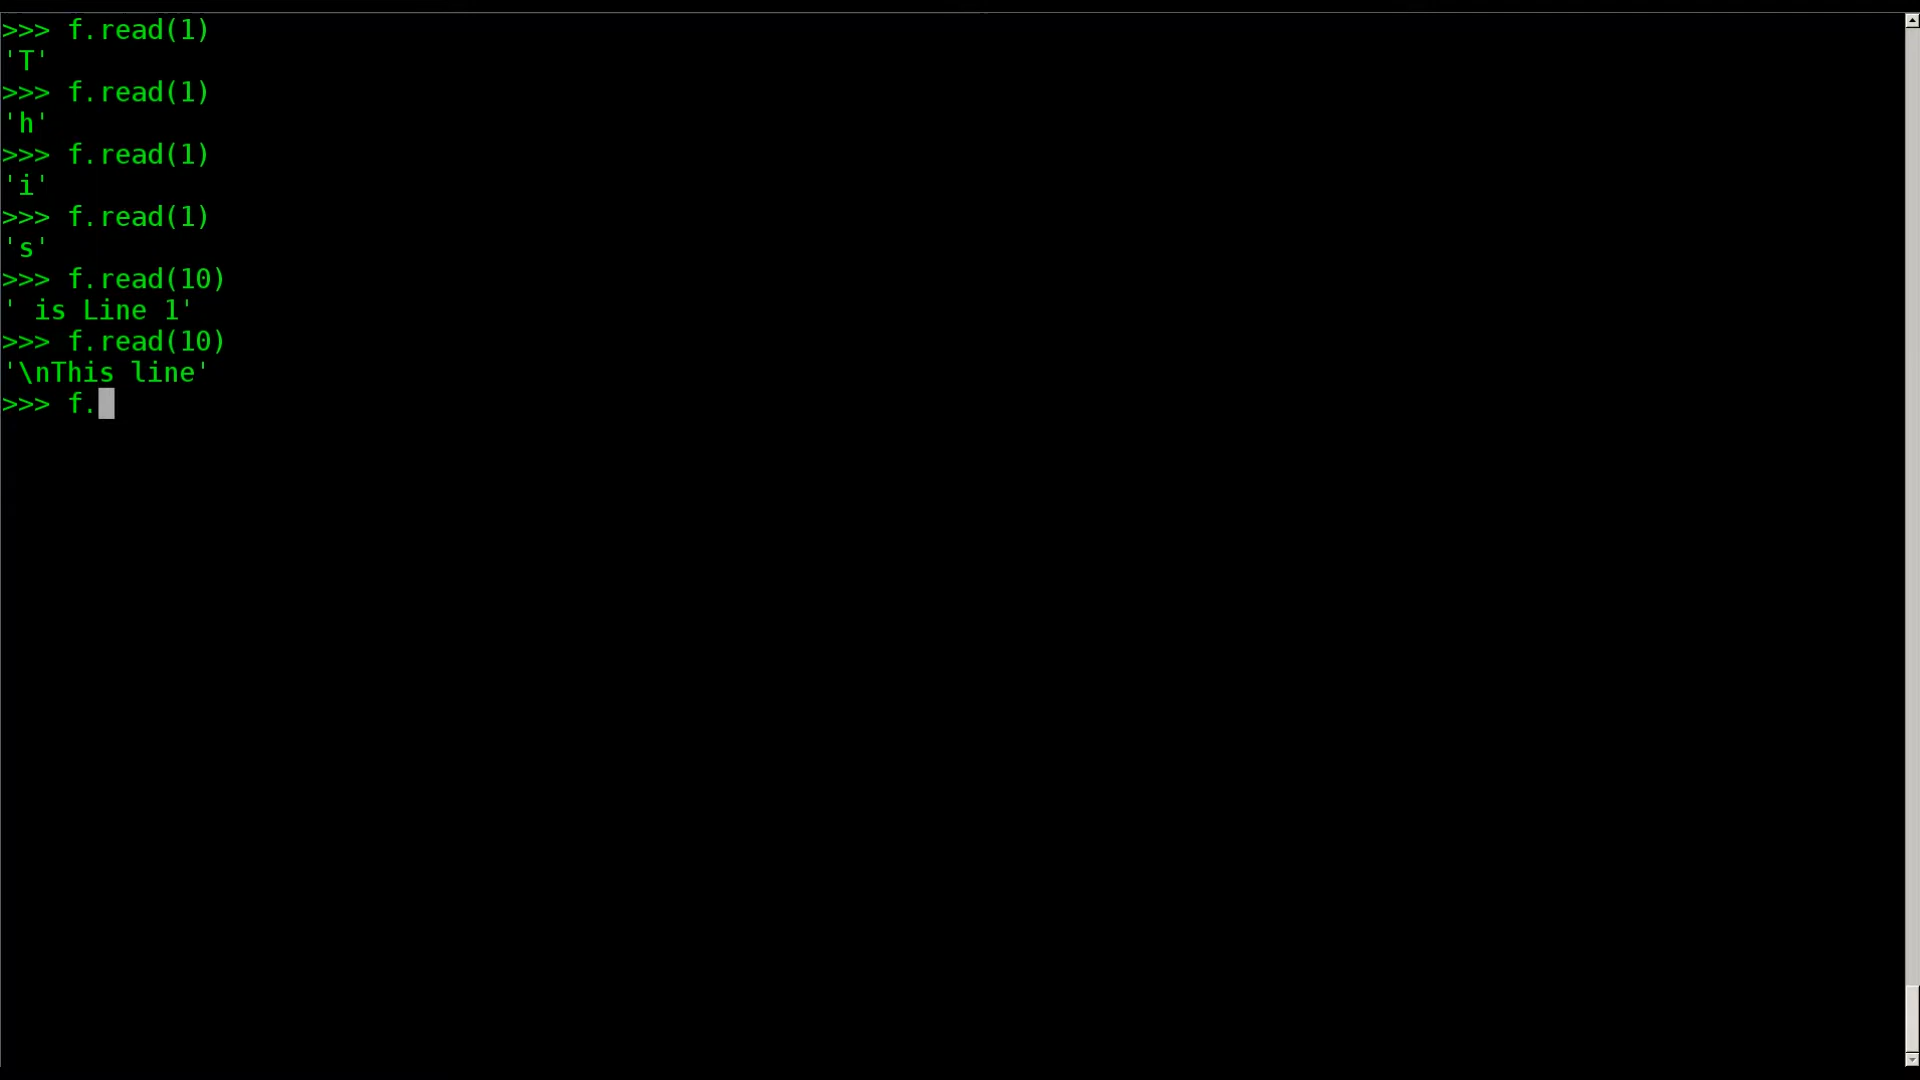 >>> f.read(1)
'T'
>>> f.read(1)
'h'
>>> f.read(1)
'i'
>>> f.read(1)
's'
>>> f.read(10)
' is Line 1'
>>> f.read(10)
'\nThis line'
>>> f.